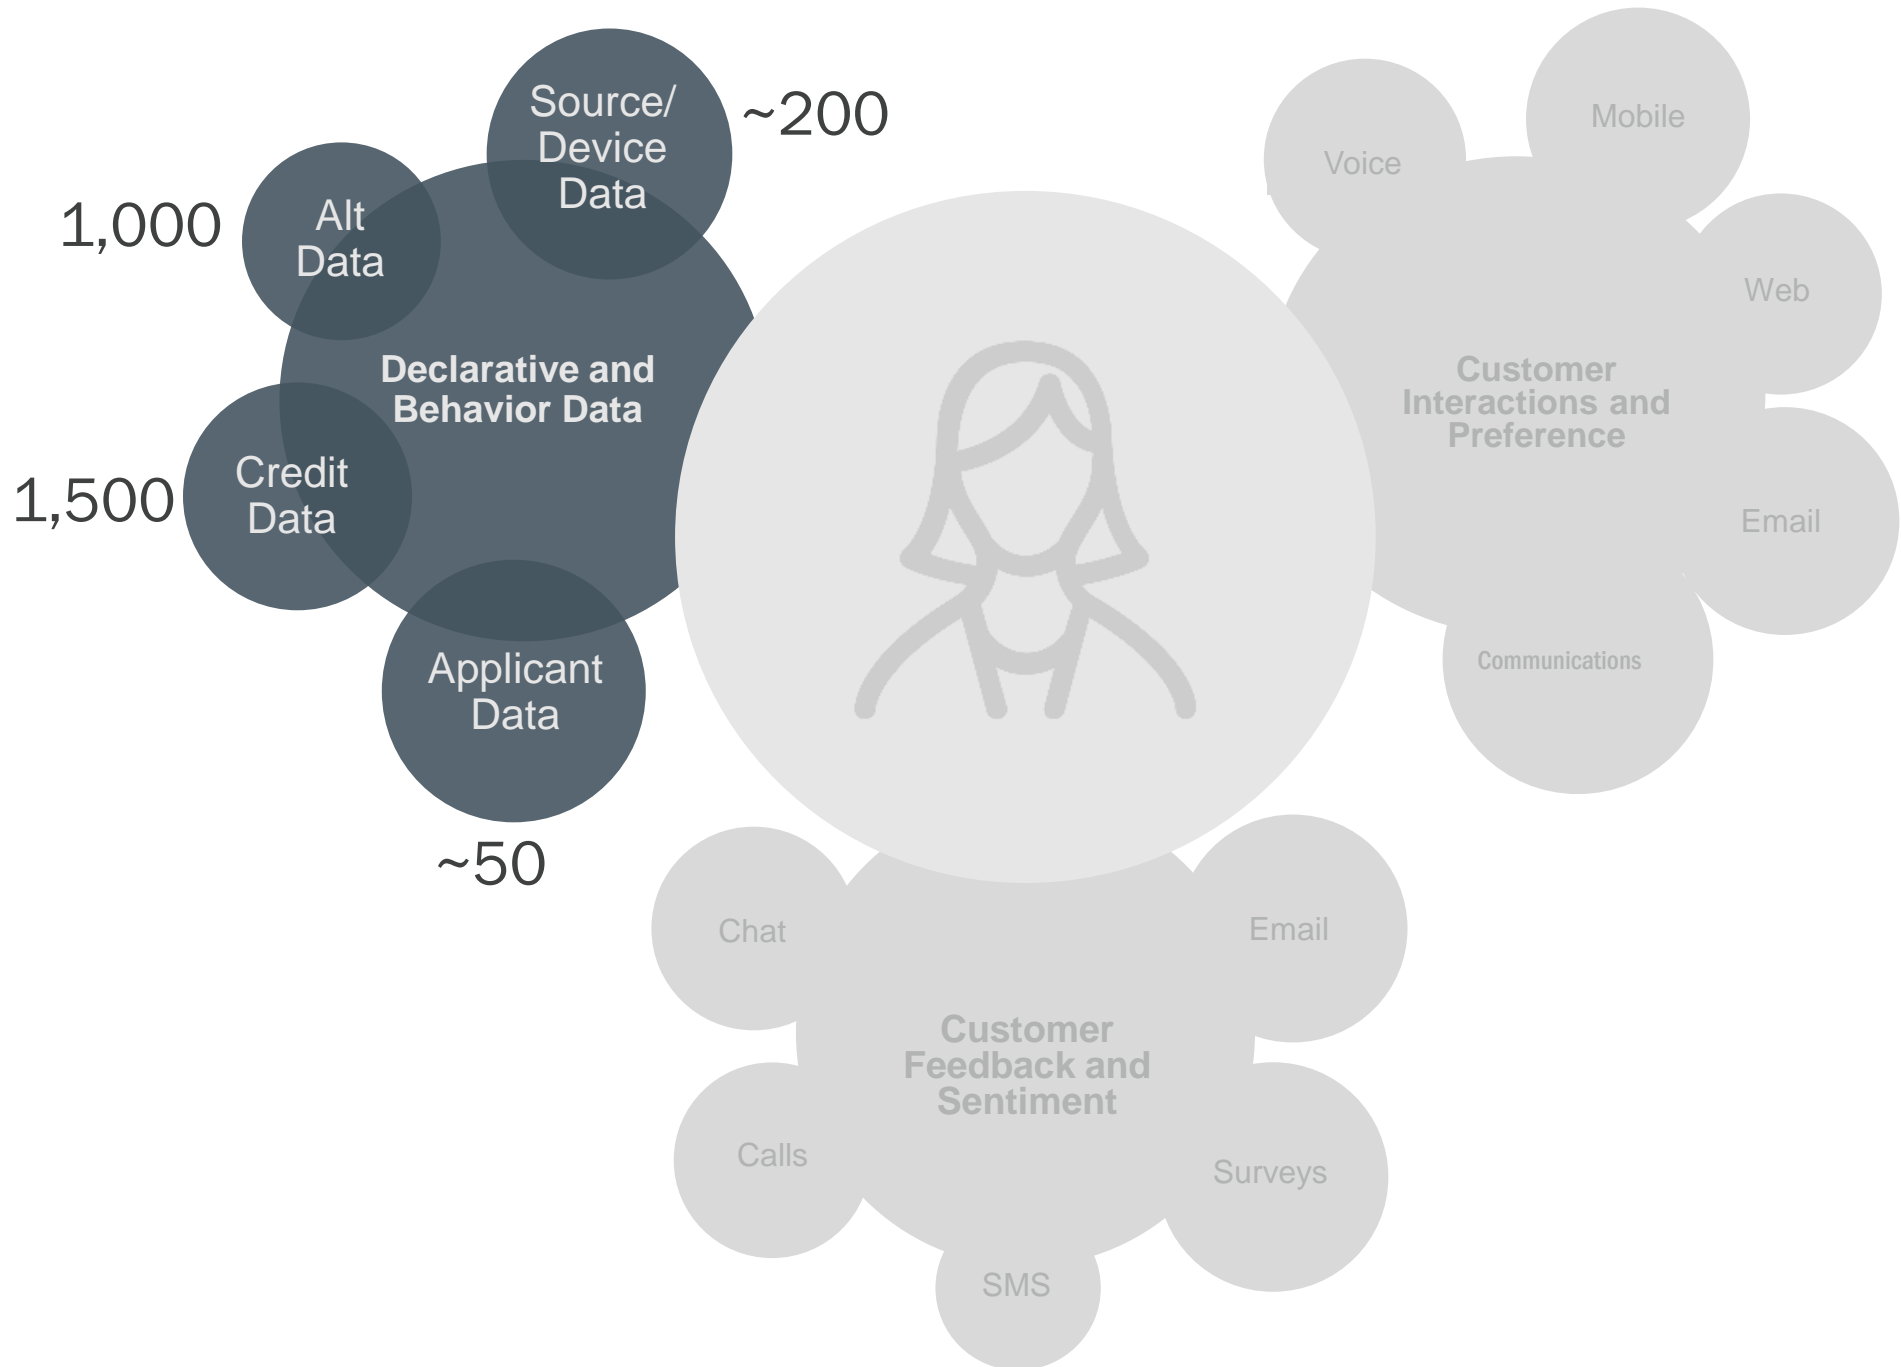 Source/
Device
Data
~200
1,000
Alt
Data
Declarative and
Behavior Data
1,500
Credit
Data
Applicant
Data
~50
Voice
Mobile
Web
Customer
Interactions and
Preference
Email
Communications
Chat
Email
Customer
Feedback and
Sentiment
Calls
Surveys
SMS